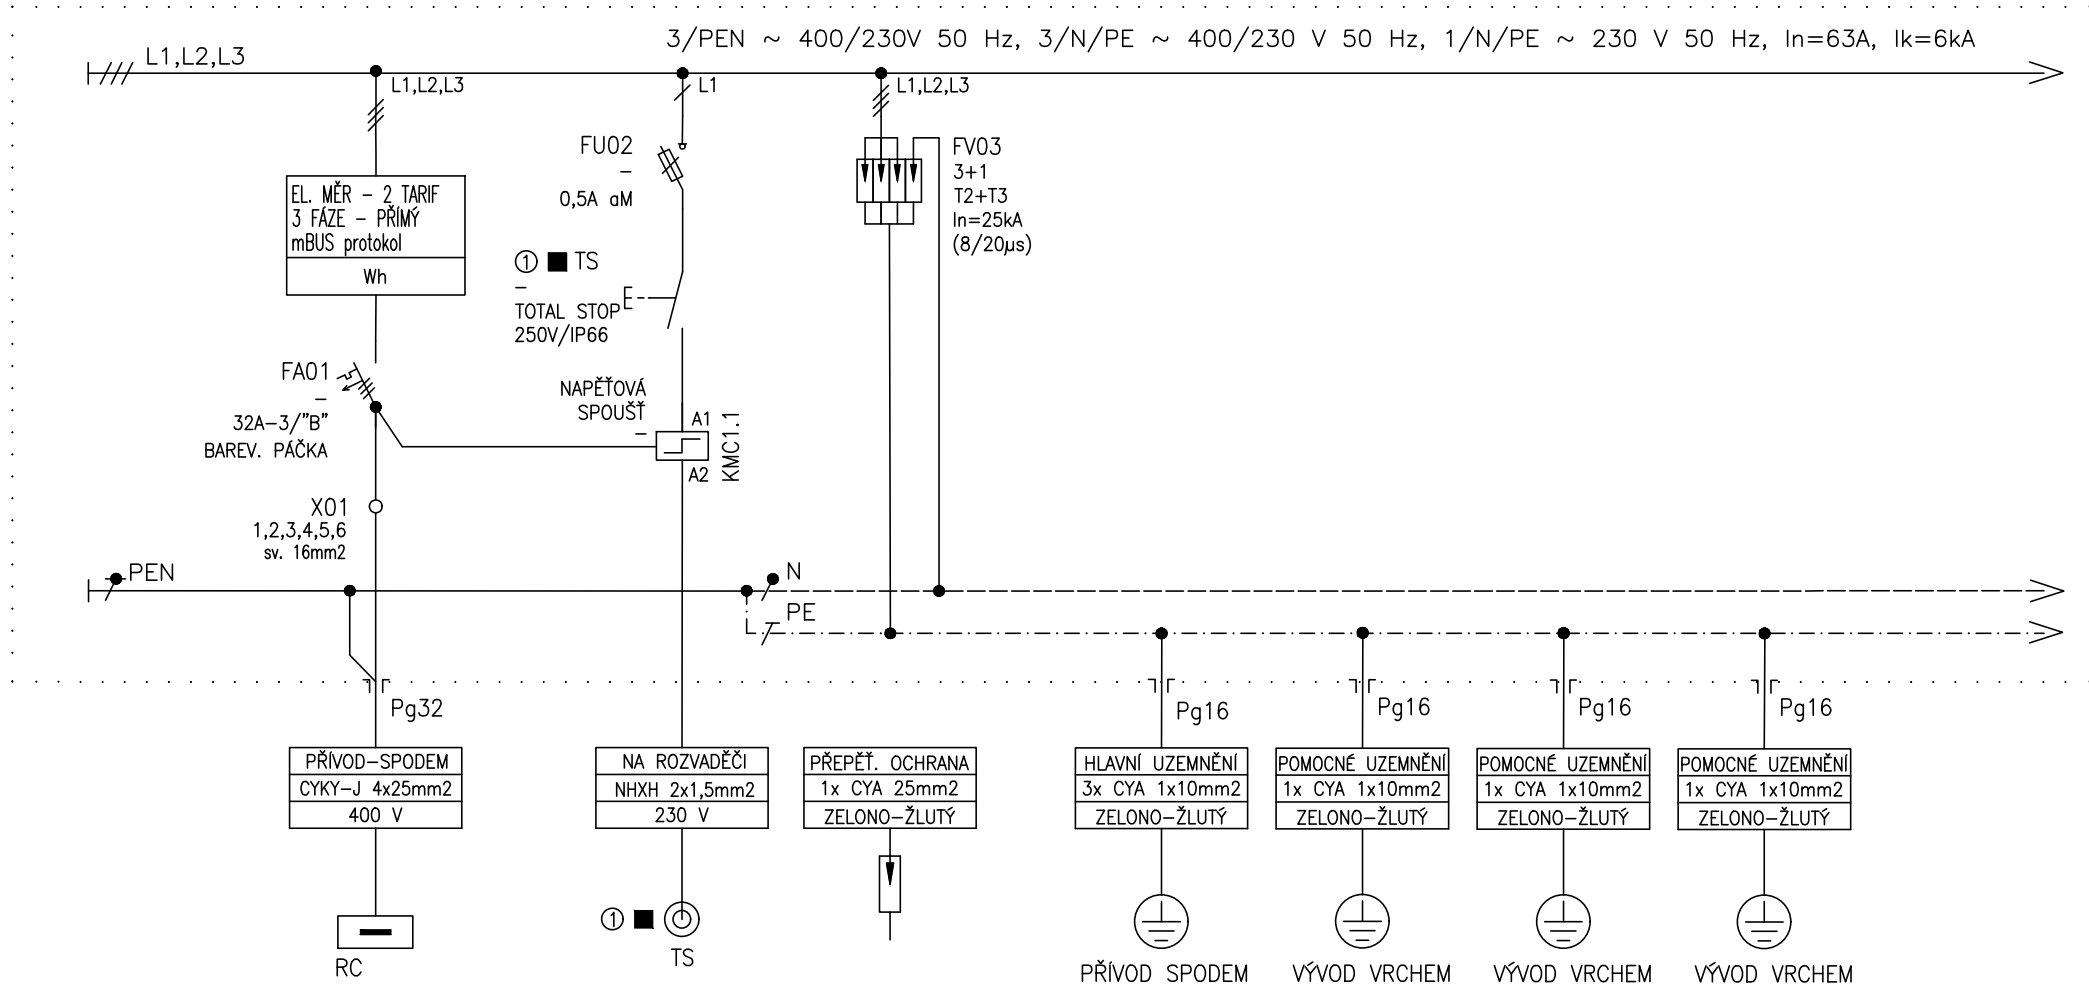 3/PEN ~ 400/230V 50 Hz, 3/N/PE ~ 400/230 V 50 Hz, 1/N/PE ~ 230 V 50 Hz, In=63A, Ik=6kA
L1,L2,L3
L1,L2,L3
L1
L1,L2,L3
EL. MĚR – 2 TARIF
3 FÁZE – PŘÍMÝ
mBUS protokol
Wh
FU02
–
0,5A aM
FV03
3+1
T2+T3
In=25kA
(8/20µs)
1 TS
–
TOTAL STOP
250V/IP66
FA01
–
32A–3/"B"
BAREV. PÁČKA
NAPĚŤOVÁ
SPOUŠŤ
–
A1
A2
KMC1.1
X01
1,2,3,4,5,6
sv. 16mm2
PEN
N
PE
Pg32
Pg16
Pg16
Pg16
Pg16
PŘÍVOD–SPODEM
CYKY–J 4x25mm2
400 V
RC
NA ROZVADĚČI
NHXH 2x1,5mm2
230 V
1
TS
PŘEPĚŤ. OCHRANA
1x CYA 25mm2
ZELONO–ŽLUTÝ
HLAVNÍ UZEMNĚNÍ
3x CYA 1x10mm2
ZELONO–ŽLUTÝ
PŘÍVOD SPODEM
POMOCNÉ UZEMNĚNÍ
1x CYA 1x10mm2
ZELONO–ŽLUTÝ
VÝVOD VRCHEM
POMOCNÉ UZEMNĚNÍ
1x CYA 1x10mm2
ZELONO–ŽLUTÝ
VÝVOD VRCHEM
POMOCNÉ UZEMNĚNÍ
1x CYA 1x10mm2
ZELONO–ŽLUTÝ
VÝVOD VRCHEM